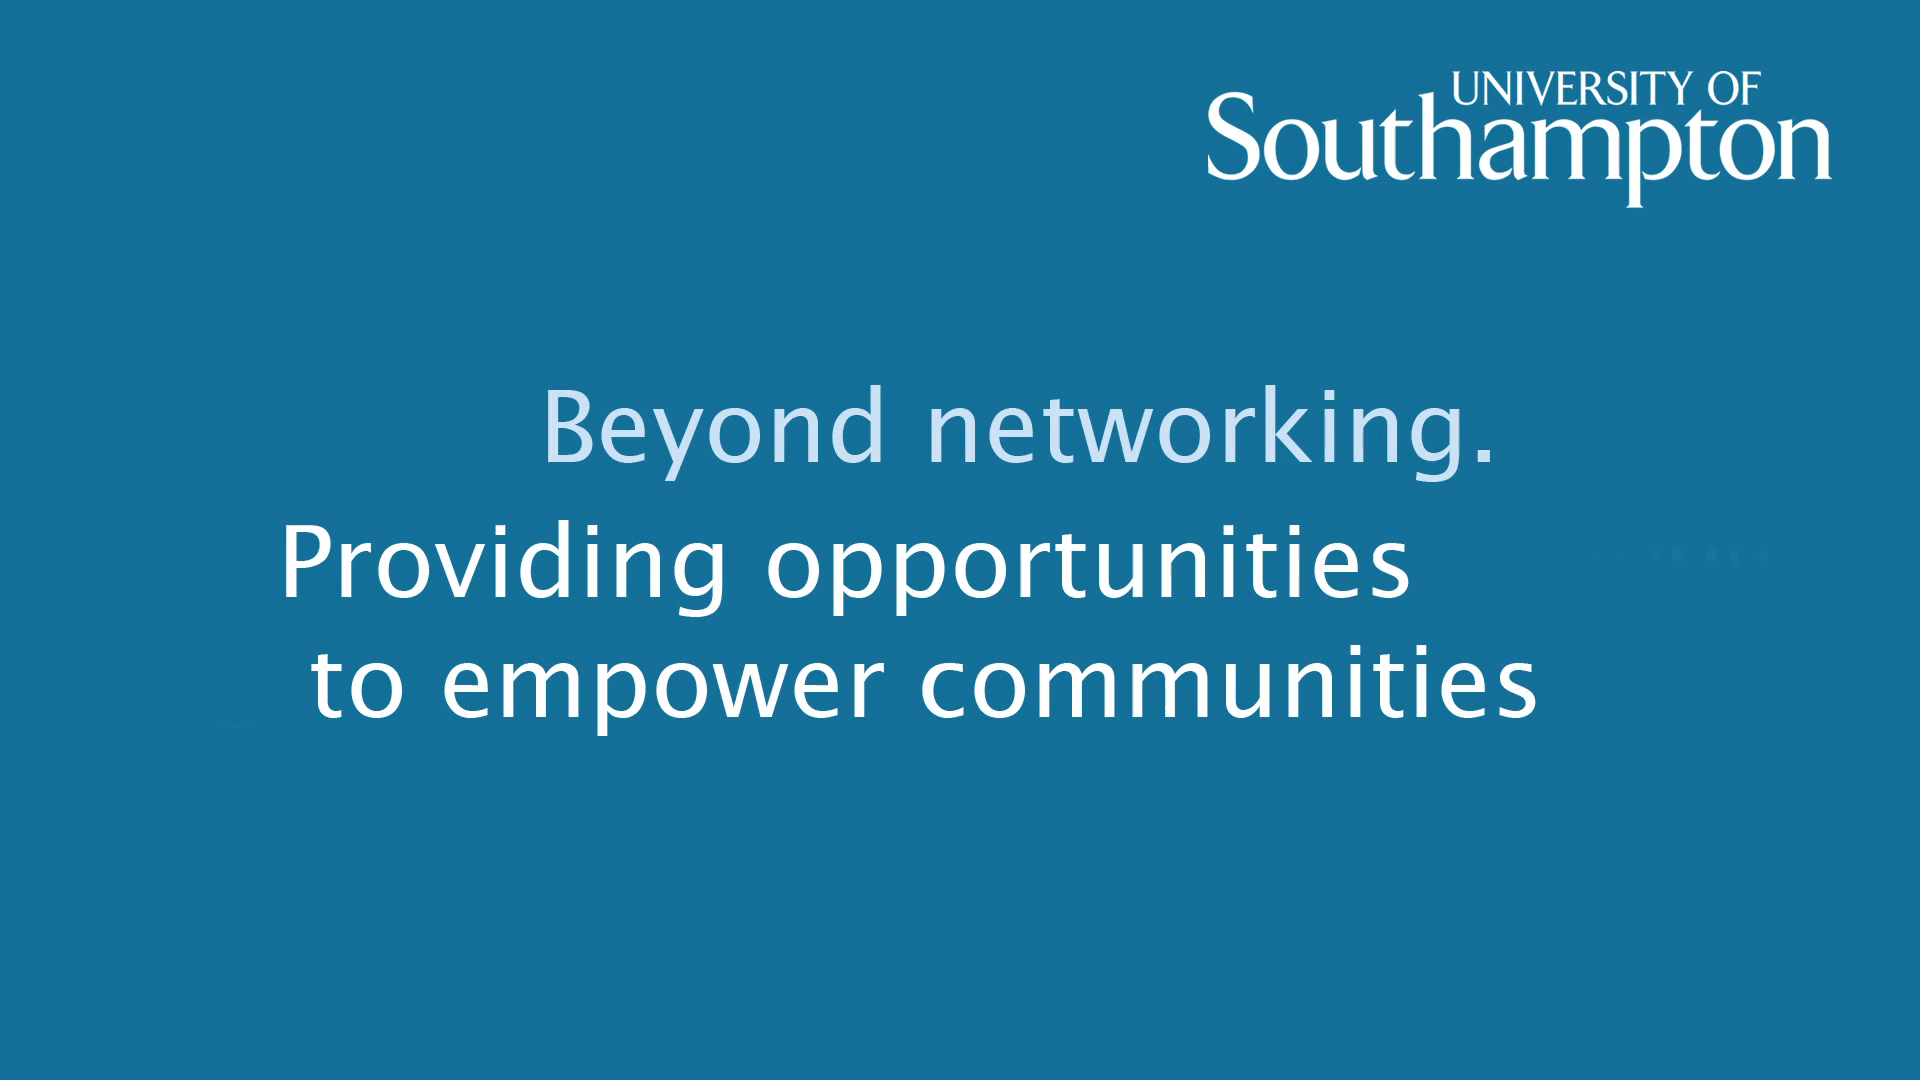 UNIVERSITY OF
Southampton
Beyond networking.
Providing opportunities
to empower communities